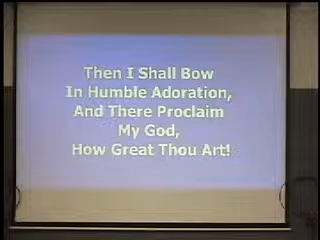 Then I Shall Bow
In Humble Adoration,
And There Proclaim
My God,
How Great Thou Art!